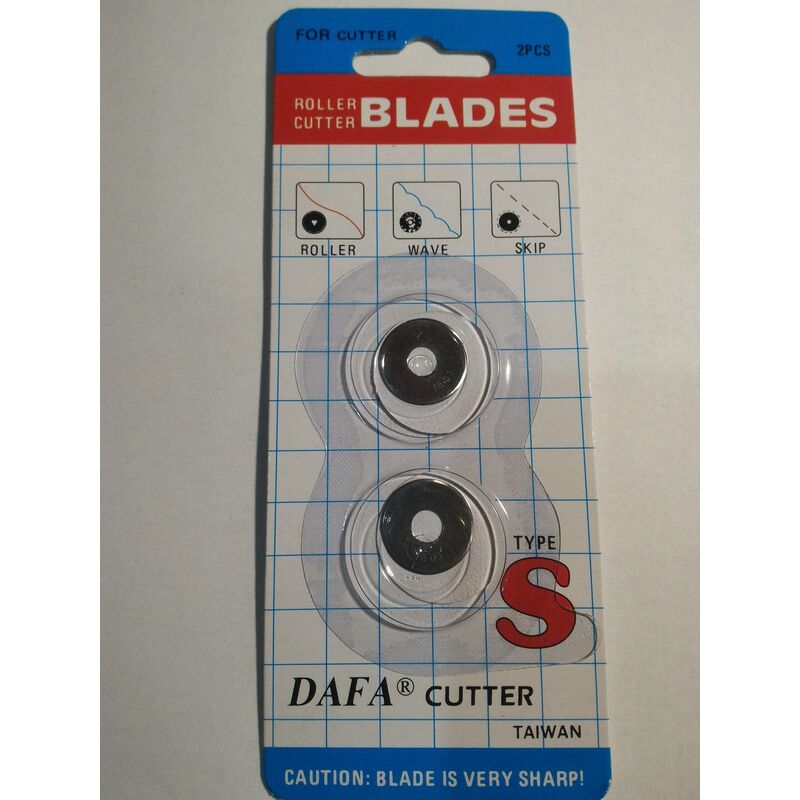 FOR CUTTER
2PCS
ROLLER
CUTTER
BLADES
ROLLER
WAVE
SKIP
TYPE
S
DAFA® CUTTER
TAIWAN
CAUTION: BLADE IS VERY SHARP!